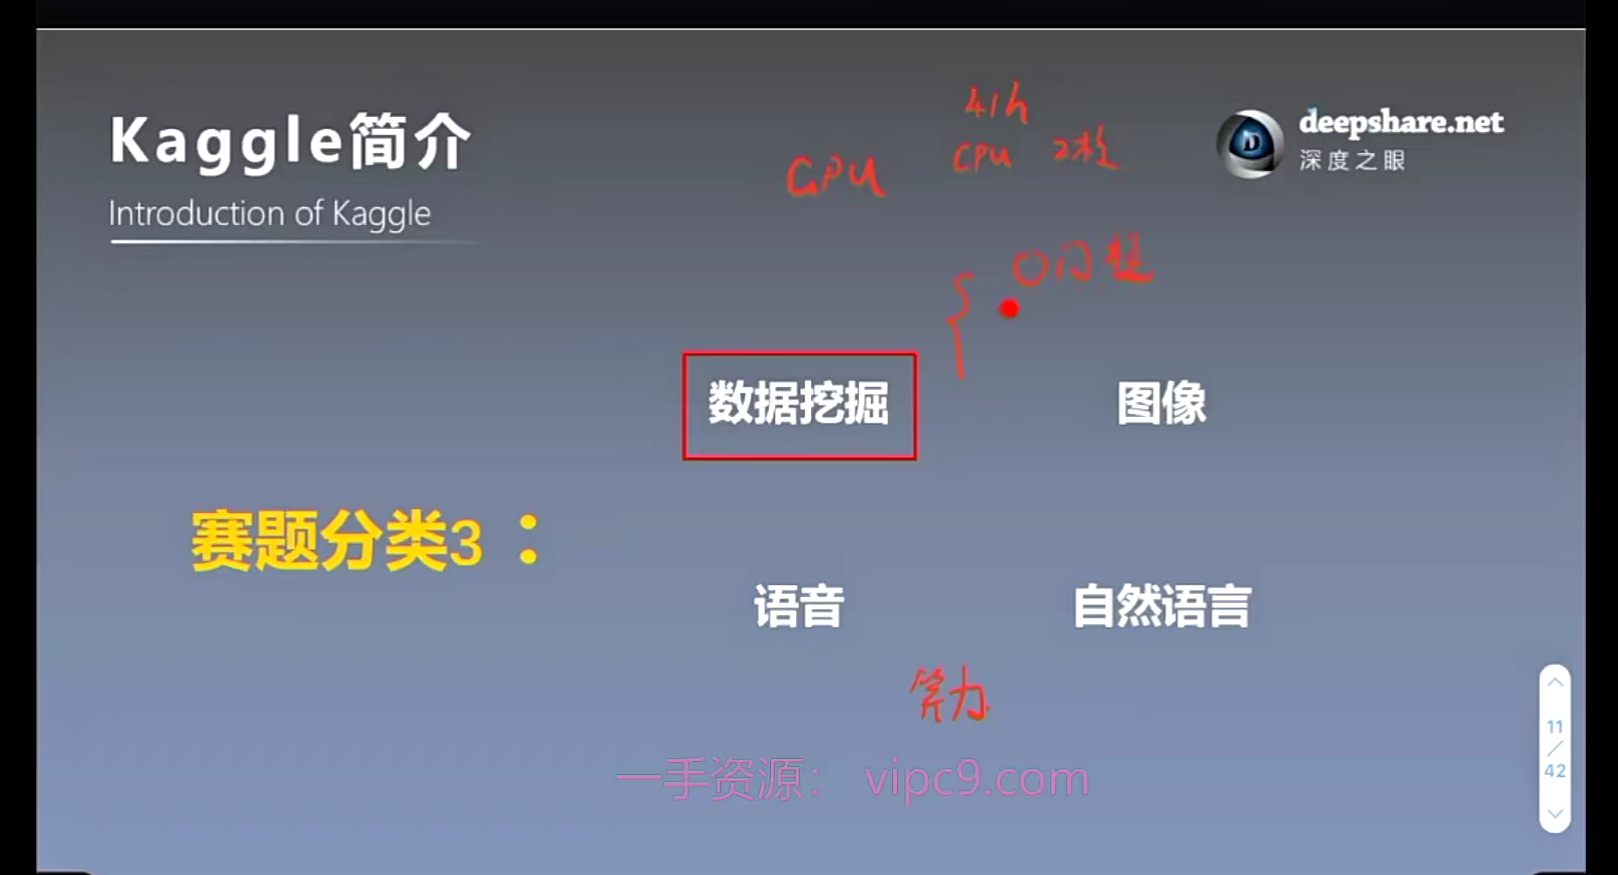 Kaggle简介
Introduction of Kaggle
deepshare.net
深度之眼
41h
GPU
CPU 2核
0门槛
数据挖掘
图像
赛题分类3：
语音
自然语言
算力
一手资源： vipc9.com
11
/
42